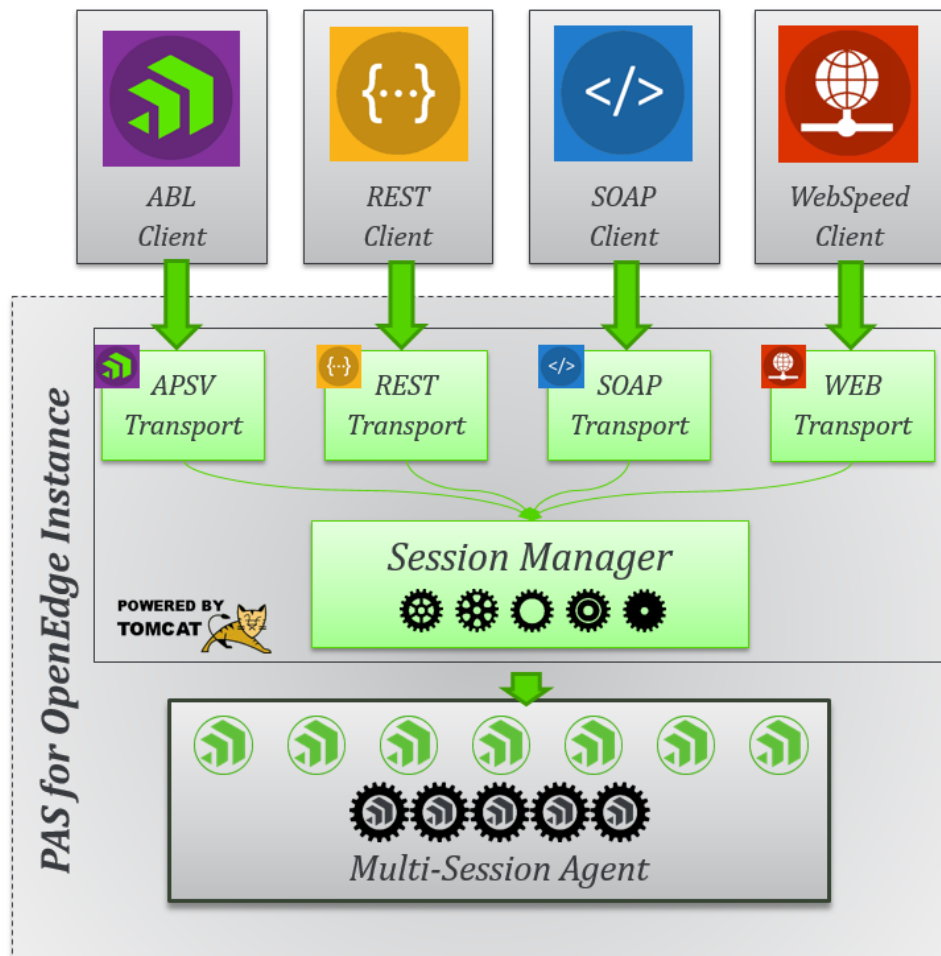 ABL
Client
REST
Client
SOAP
Client
WebSpeed
Client
{···}
</>
PAS for OpenEdge Instance
APSV
Transport
REST
Transport
SOAP
Transport
WEB
Transport
{···}
</>
Session Manager
POWERED BY
TOMCAT
Multi-Session Agent